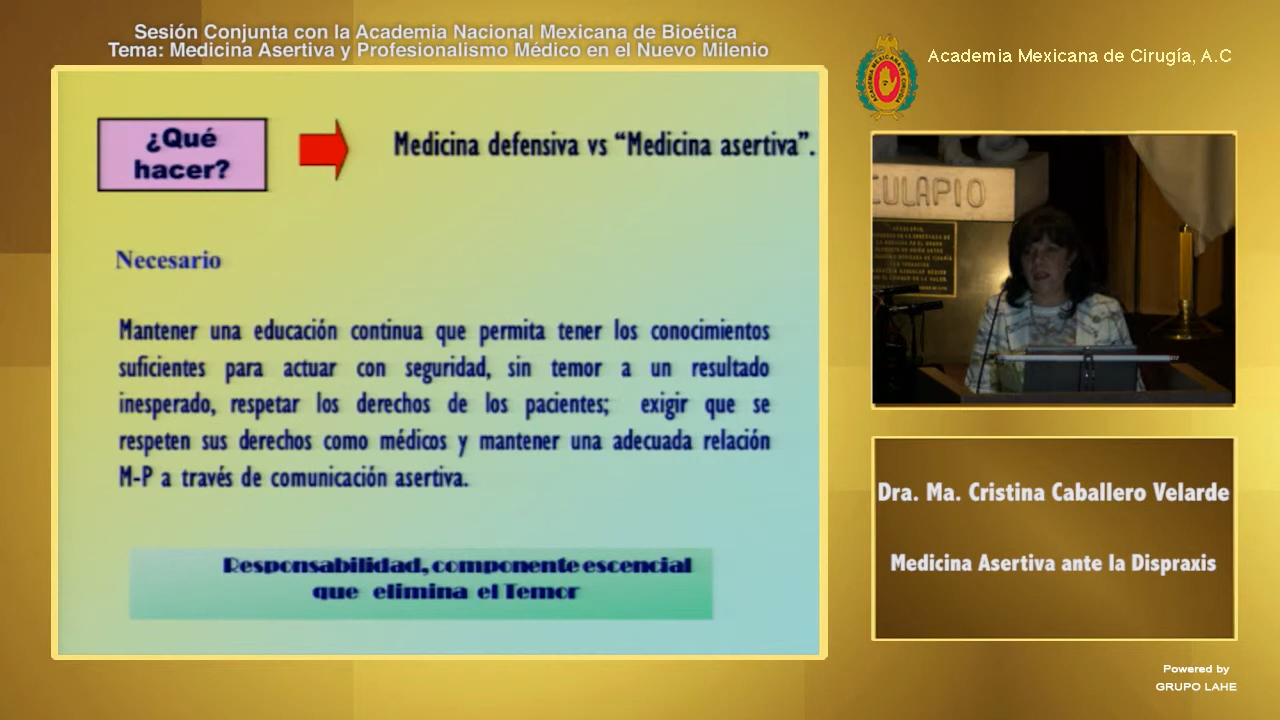 Sesión Conjunta con la Academia Nacional Mexicana de Bioética
Tema: Medicina Asertiva y Profesionalismo Médico en el Nuevo Milenio
Academia Mexicana de Cirugía, A.C
¿Qué
hacer?
Medicina defensiva vs “Medicina asertiva”.
Necesario
Mantener una educación continua que permita tener los conocimientos
suficientes para actuar con seguridad, sin temor a un resultado
inesperado, respetar los derechos de los pacientes; exigir que se
respeten sus derechos como médicos y mantener una adecuada relación
M-P a través de comunicación asertiva.
Responsabilidad, componente escencial
que elimina el Temor
CULAPIO
Dra. Ma. Cristina Caballero Velarde
Medicina Asertiva ante la Dispraxis
Powered by
GRUPO LAHE